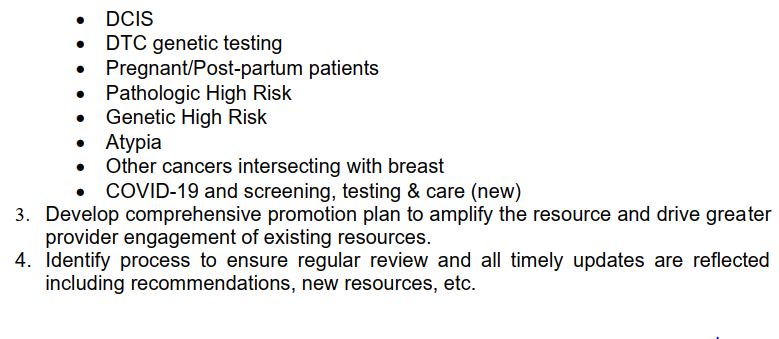 • DCIS
• DTC genetic testing
• Pregnant/Post-partum patients
• Pathologic High Risk
• Genetic High Risk
• Atypia
• Other cancers intersecting with breast
• COVID-19 and screening, testing & care (new)
3. Develop comprehensive promotion plan to amplify the resource and drive greater
provider engagement of existing resources.
4. Identify process to ensure regular review and all timely updates are reflected
including recommendations, new resources, etc.